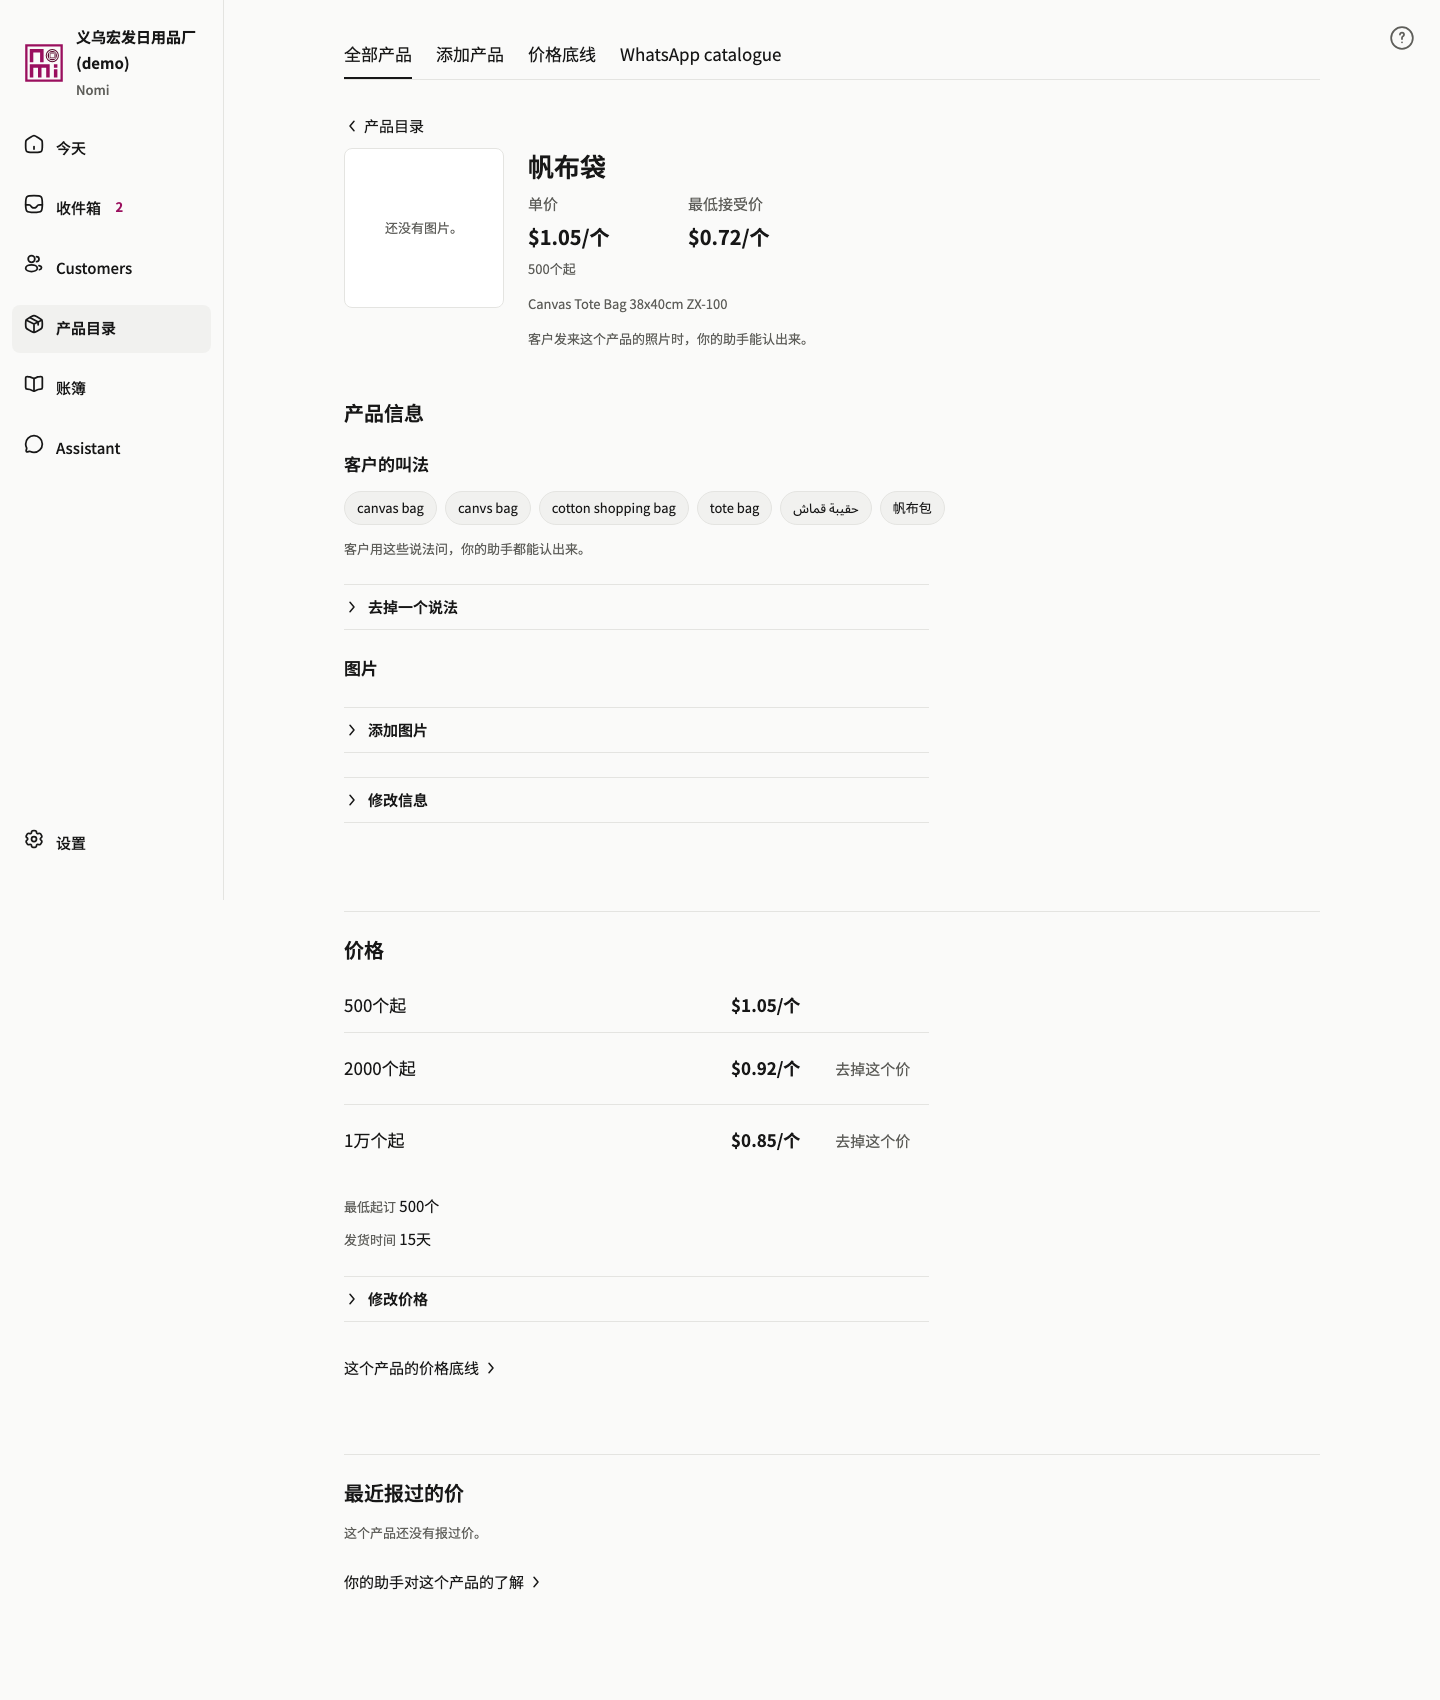 义乌宏发日用品厂
(demo)
Nomi
nomi
今天
收件箱 2
Customers
产品目录
账簿
Assistant
设置
全部产品 添加产品 价格底线 WhatsApp catalogue
产品目录
还没有图片。
帆布袋
单价 最低接受价
$1.05/个 $0.72/个
500个起
Canvas Tote Bag 38x40cm ZX-100
客户发来这个产品的照片时，你的助手能认出来。
产品信息
客户的叫法
canvas bag canvs bag cotton shopping bag tote bag حقيبة قماش 帆布包
客户用这些说法问，你的助手都能认出来。
去掉一个说法
图片
添加图片
修改信息
价格
500个起 $1.05/个
2000个起 $0.92/个 去掉这个价
1万个起 $0.85/个 去掉这个价
最低起订 500个
发货时间 15天
修改价格
这个产品的价格底线
最近报过的价
这个产品还没有报过价。
你的助手对这个产品的了解